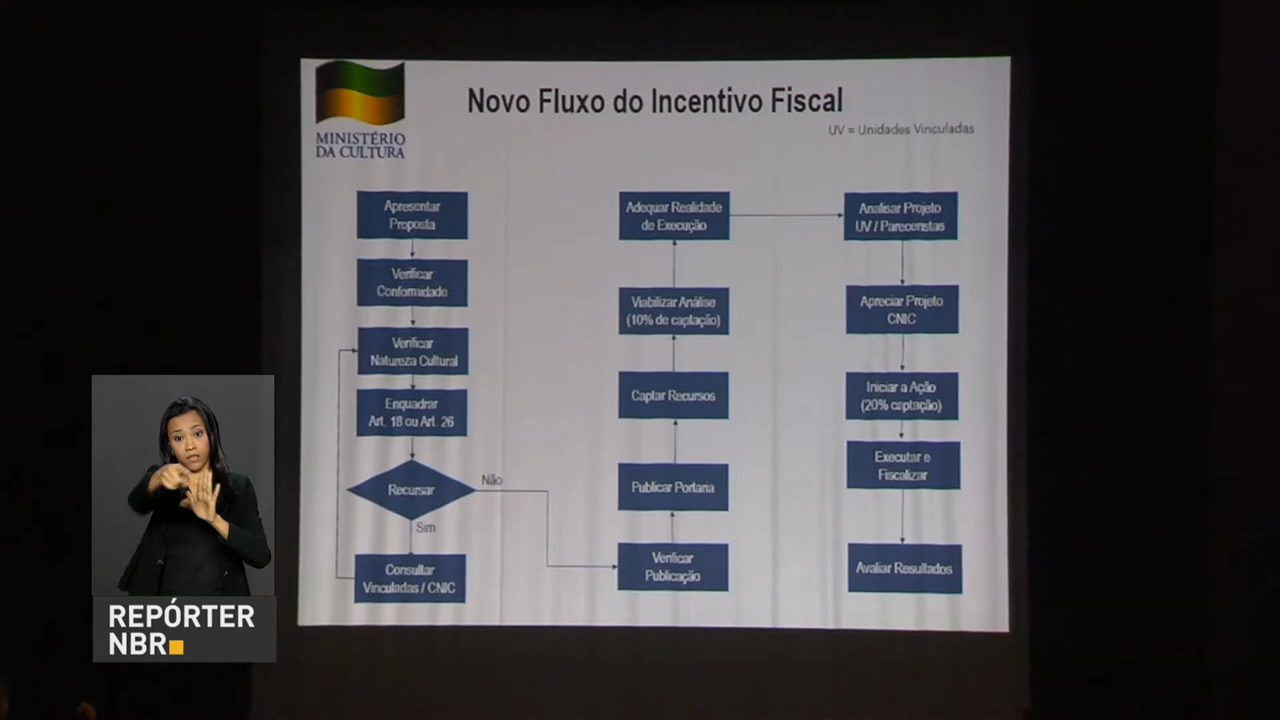 MINISTÉRIO
DA CULTURA
Novo Fluxo do Incentivo Fiscal
UV = Unidades Vinculadas
Apresentar
Proposta
Verificar
Conformidade
Verificar
Natureza Cultural
Enquadrar
Art. 18 ou Art. 26
Recursar
Não
Sim
Consultar
Vinculadas / CNIC
Adequar Realidade
de Execução
Viabilizar Análise
(10% de captação)
Captar Recursos
Publicar Portaria
Verificar
Publicação
Analisar Projeto
UV / Pareceristas
Apreciar Projeto
CNIC
Iniciar a Ação
(20% captação)
Executar e
Fiscalizar
Avaliar Resultados
REPÓRTER
NBR